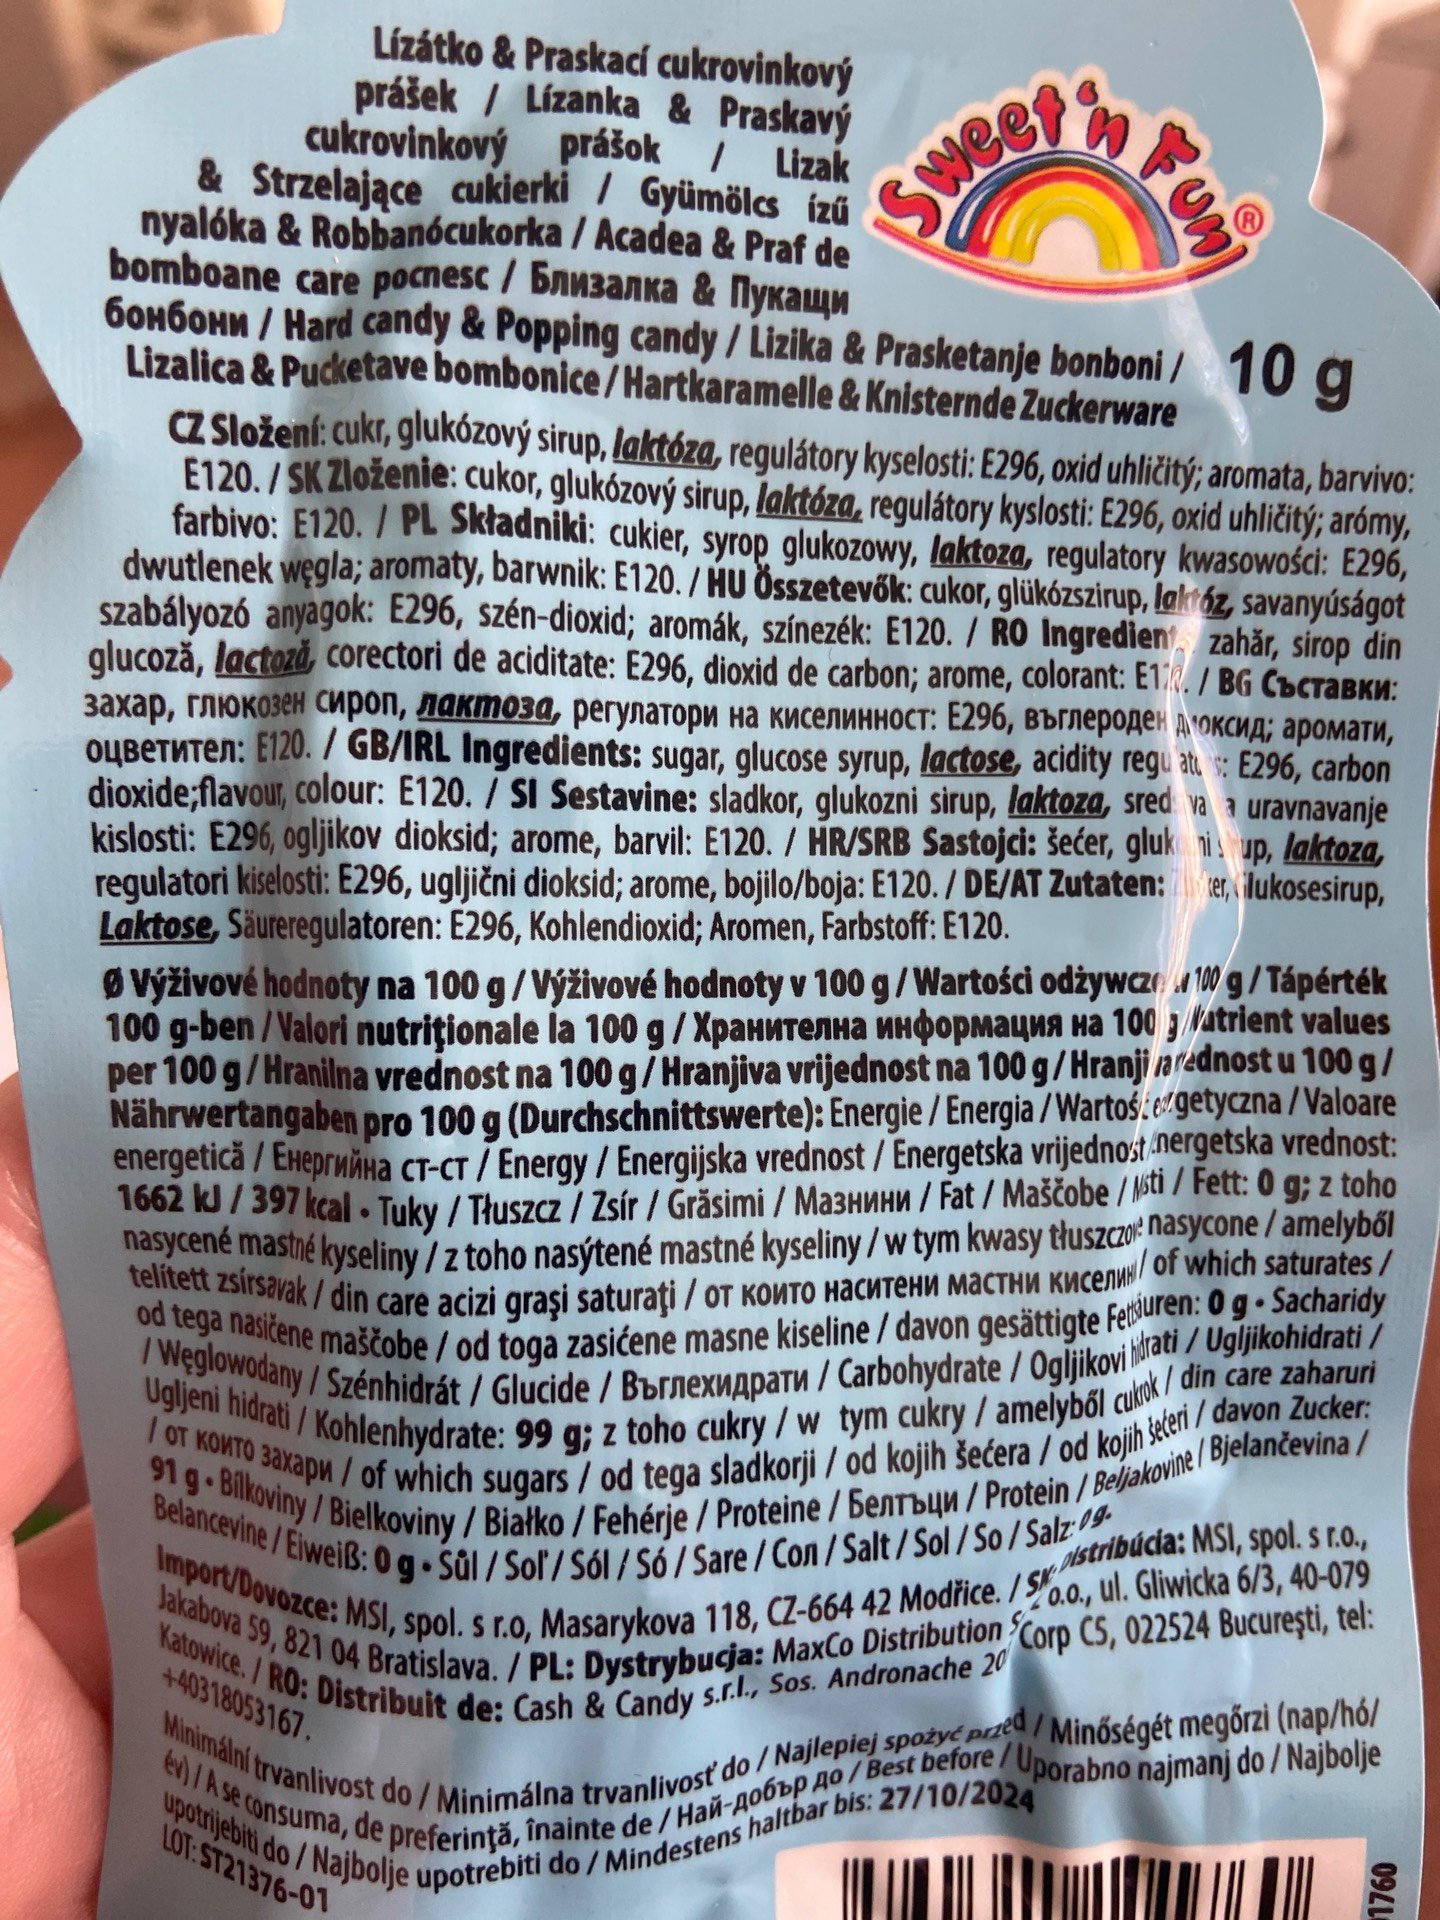 Lízátko & Praskací cukrovinkový
prášek / Lízanka & Praskavý
cukrovinkový prášok / Lizak
& Strzelające cukierki / Gyümölcs ízű
nyalóka & Robbanócukorka / Acadea & Praf de
bomboane care pocnesc / Близалка & Пукащи
бонбони / Hard candy & Popping candy / Lizika & Prasketanje bonboni /
Lizalica & Pucketave bombonice / Hartkaramelle & Knisternde Zuckerware
Sweet'n Fun®
10 g
CZ Složení: cukr, glukózový sirup, laktóza, regulátory kyselosti: E296, oxid uhličitý; aromata, barvivo:
E120. / SK Zloženie: cukor, glukózový sirup, laktóza, regulátory kyslosti: E296, oxid uhličitý; arómy,
farbivo: E120. / PL Składniki: cukier, syrop glukozowy, laktoza, regulatory kwasowości: E296,
dwutlenek węgla; aromaty, barwnik: E120. / HU Összetevők: cukor, glükózszirup, laktóz, savanyúságot
szabályozó anyagok: E296, szén-dioxid; aromák, színezék: E120. / RO Ingredient zahăr, sirop din
glucoză, lactoză, corectori de aciditate: E296, dioxid de carbon; arome, colorant: E120. / BG Съставки:
захар, глюкозен сироп, лактоза, регулатори на киселинност: E296, въглероден диоксид; аромати,
оцветител: E120. / GB/IRL Ingredients: sugar, glucose syrup, lactose, acidity regulators: E296, carbon
dioxide;flavour, colour: E120. / SI Sestavine: sladkor, glukozni sirup, laktoza, sredstva za uravnavanje
kislosti: E296, ogljikov dioksid; arome, barvil: E120. / HR/SRB Sastojci: šećer, glukozni sirup, laktoza,
regulatori kiselosti: E296, ugljični dioksid; arome, bojilo/boja: E120. / DE/AT Zutaten: Zucker, Glukosesirup,
Laktose, Säureregulatoren: E296, Kohlendioxid; Aromen, Farbstoff: E120.
Ø Výživové hodnoty na 100 g / Výživové hodnoty v 100 g / Wartości odżywcze w 100 g / Tápérték
100 g-ben / Valori nutriționale la 100 g / Хранителна информация на 100 g / Nutrient values
per 100 g / Hranilna vrednost na 100 g / Hranjiva vrijednost na 100 g / Hranjiva rednost u 100 g /
Nährwertangaben pro 100 g (Durchschnittswerte): Energie / Energia / Wartość energetyczna / Valoare
energetică / Енергийна ст-ст / Energy / Energijska vrednost / Energetska vrijednost / Energetska vrednost:
1662 kJ / 397 kcal • Tuky / Tłuszcz / Zsír / Grăsimi / Мазнини / Fat / Maščobe / Masti / Fett: 0 g; z toho
nasycené mastné kyseliny / z toho nasýtené mastné kyseliny / w tym kwasy tłuszczowe nasycone / amelyből
telített zsírsavak / din care acizi grași saturați / от които наситени мастни киселини / of which saturates /
od tega nasičene maščobe / od toga zasićene masne kiseline / davon gesättigte Fettsäuren: 0 g • Sacharidy
/ Węglowodany / Szénhidrát / Glucide / Въглехидрати / Carbohydrate / Ogljikovi hidrati / Ugljikohidrati /
Ugljeni hidrati / Kohlenhydrate: 99 g; z toho cukry / w tym cukry / amelyből cukrok / din care zaharuri
/ от които захари / of which sugars / od tega sladkorji / od kojih šećera / od kojih šećeri / davon Zucker:
91 g • Bílkoviny / Bielkoviny / Białko / Fehérje / Proteine / Белтъци / Protein / Beljakovine / Bjelančevina /
Belancevine / Eiweiß: 0 g • Sůl / Soľ / Sól / Só / Sare / Сол / Salt / Sol / So / Salz: 0 g.
Import/Dovozce: MSI, spol. s r.o, Masarykova 118, CZ-664 42 Modřice. / SK: Distribúcia: MSI, spol. s r.o.,
Jakabova 59, 821 04 Bratislava. / PL: Dystrybucja: MaxCo Distribution Sp. z o.o., ul. Gliwicka 6/3, 40-079
Katowice. / RO: Distribuit de: Cash & Candy s.r.l., Sos. Andronache 20 Corp C5, 022524 București, tel:
+40318053167.
Minimální trvanlivost do / Minimálna trvanlivosť do / Najlepiej spożyć przed / Minőségét megőrzi (nap/hó/
év) / A se consuma, de preferință, înainte de / Най-добър до / Best before / Uporabno najmanj do / Najbolje
upotrijebiti do / Najbolje upotrebiti do / Mindestens haltbar bis: 27/10/2024
LOT: ST21376-01
01760